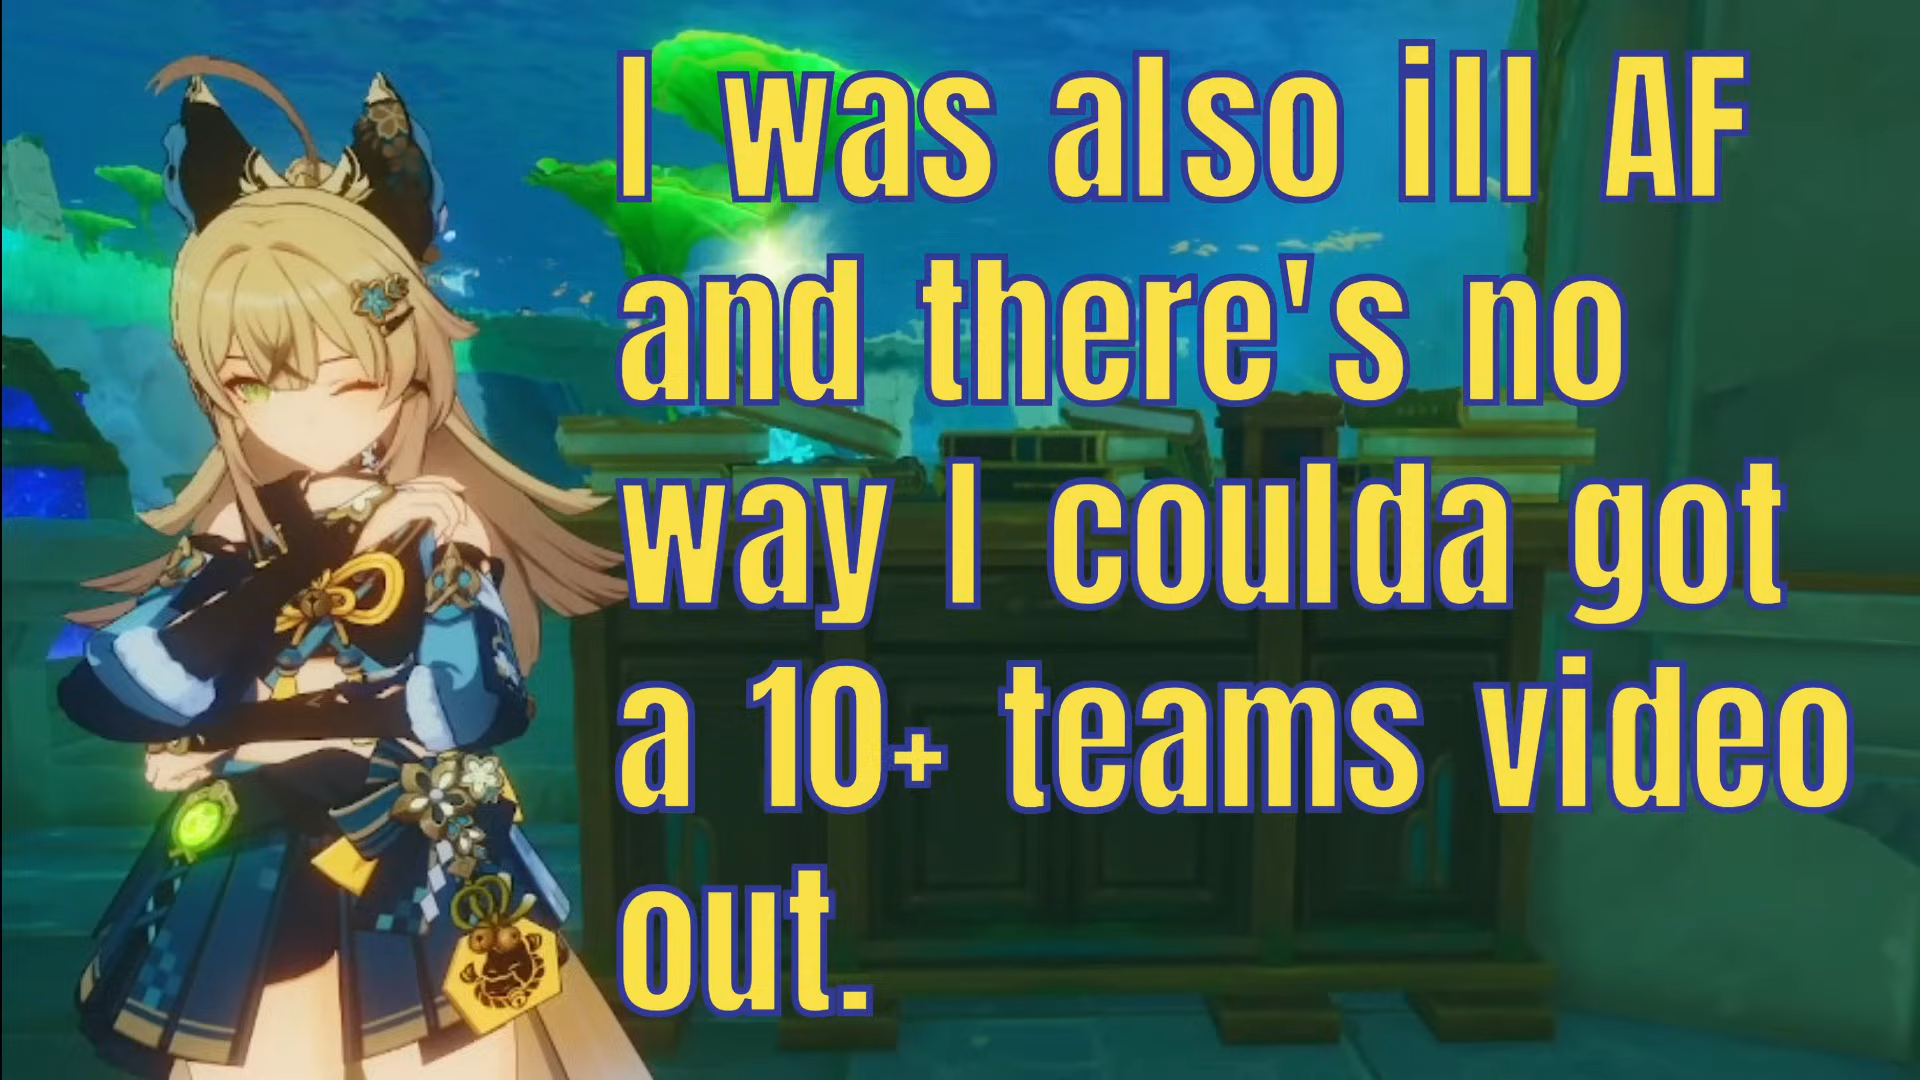 I was also ill AF
and there's no
way I coulda got
a 10+ teams video
out.